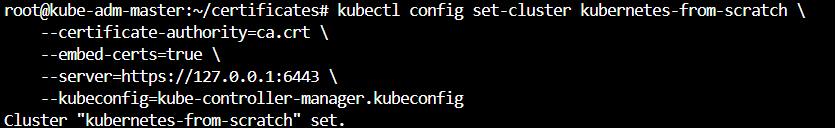 root@kube-adm-master:~/certificates# kubectl config set-cluster kubernetes-from-scratch \
    --certificate-authority=ca.crt \
    --embed-certs=true \
    --server=https://127.0.0.1:6443 \
    --kubeconfig=kube-controller-manager.kubeconfig
Cluster "kubernetes-from-scratch" set.